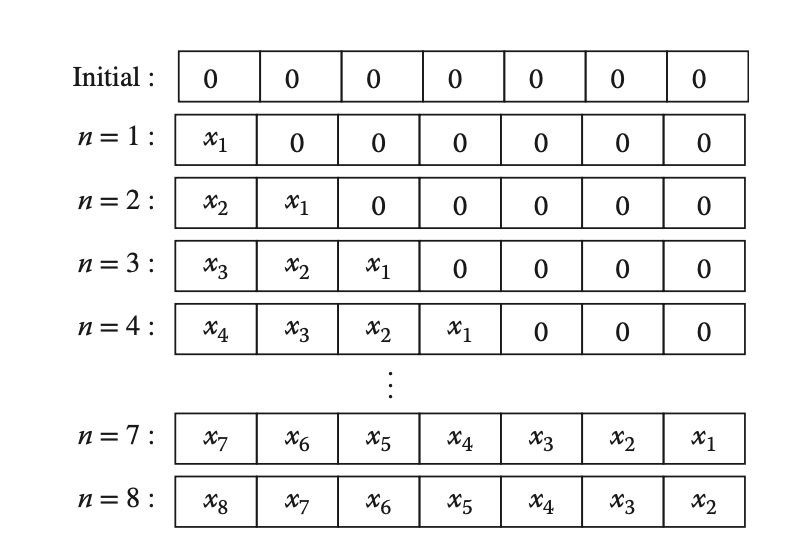 Initial : 0 0 0 0 0 0 0
n = 1 : x₁ 0 0 0 0 0 0
n = 2 : x₂ x₁ 0 0 0 0 0
n = 3 : x₃ x₂ x₁ 0 0 0 0
n = 4 : x₄ x₃ x₂ x₁ 0 0 0
⋮
n = 7 : x₇ x₆ x₅ x₄ x₃ x₂ x₁
n = 8 : x₈ x₇ x₆ x₅ x₄ x₃ x₂